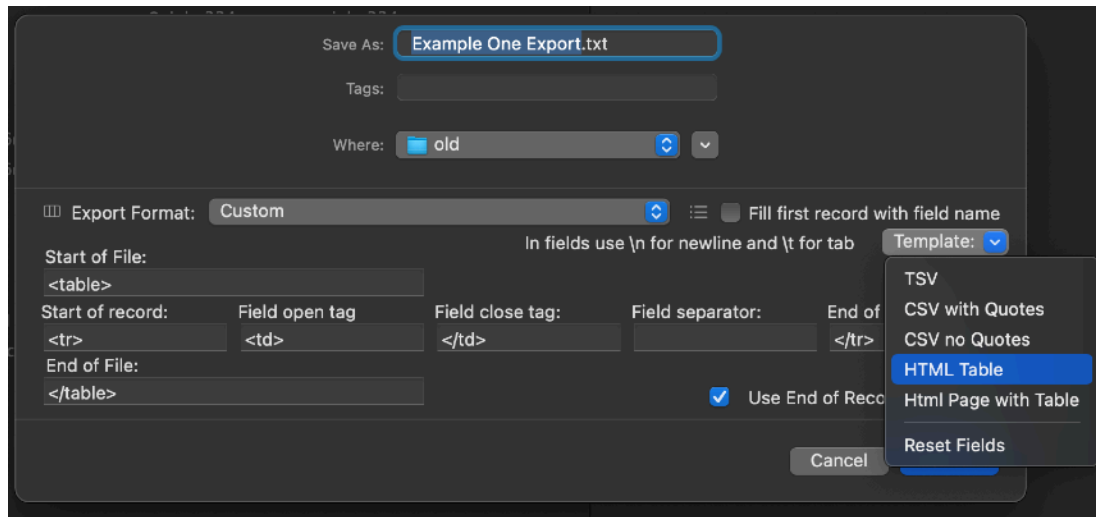 Save As: Example One Export.txt
Tags:
Where: old
Export Format: Custom Fill first record with field name
In fields use \n for newline and \t for tab Template:
Start of File:
<table>
Start of record: Field open tag Field close tag: Field separator: End of
<tr> <td> </td> </tr>
End of File:
</table>
Use End of Reco
TSV
CSV with Quotes
CSV no Quotes
HTML Table
Html Page with Table
Reset Fields
Cancel